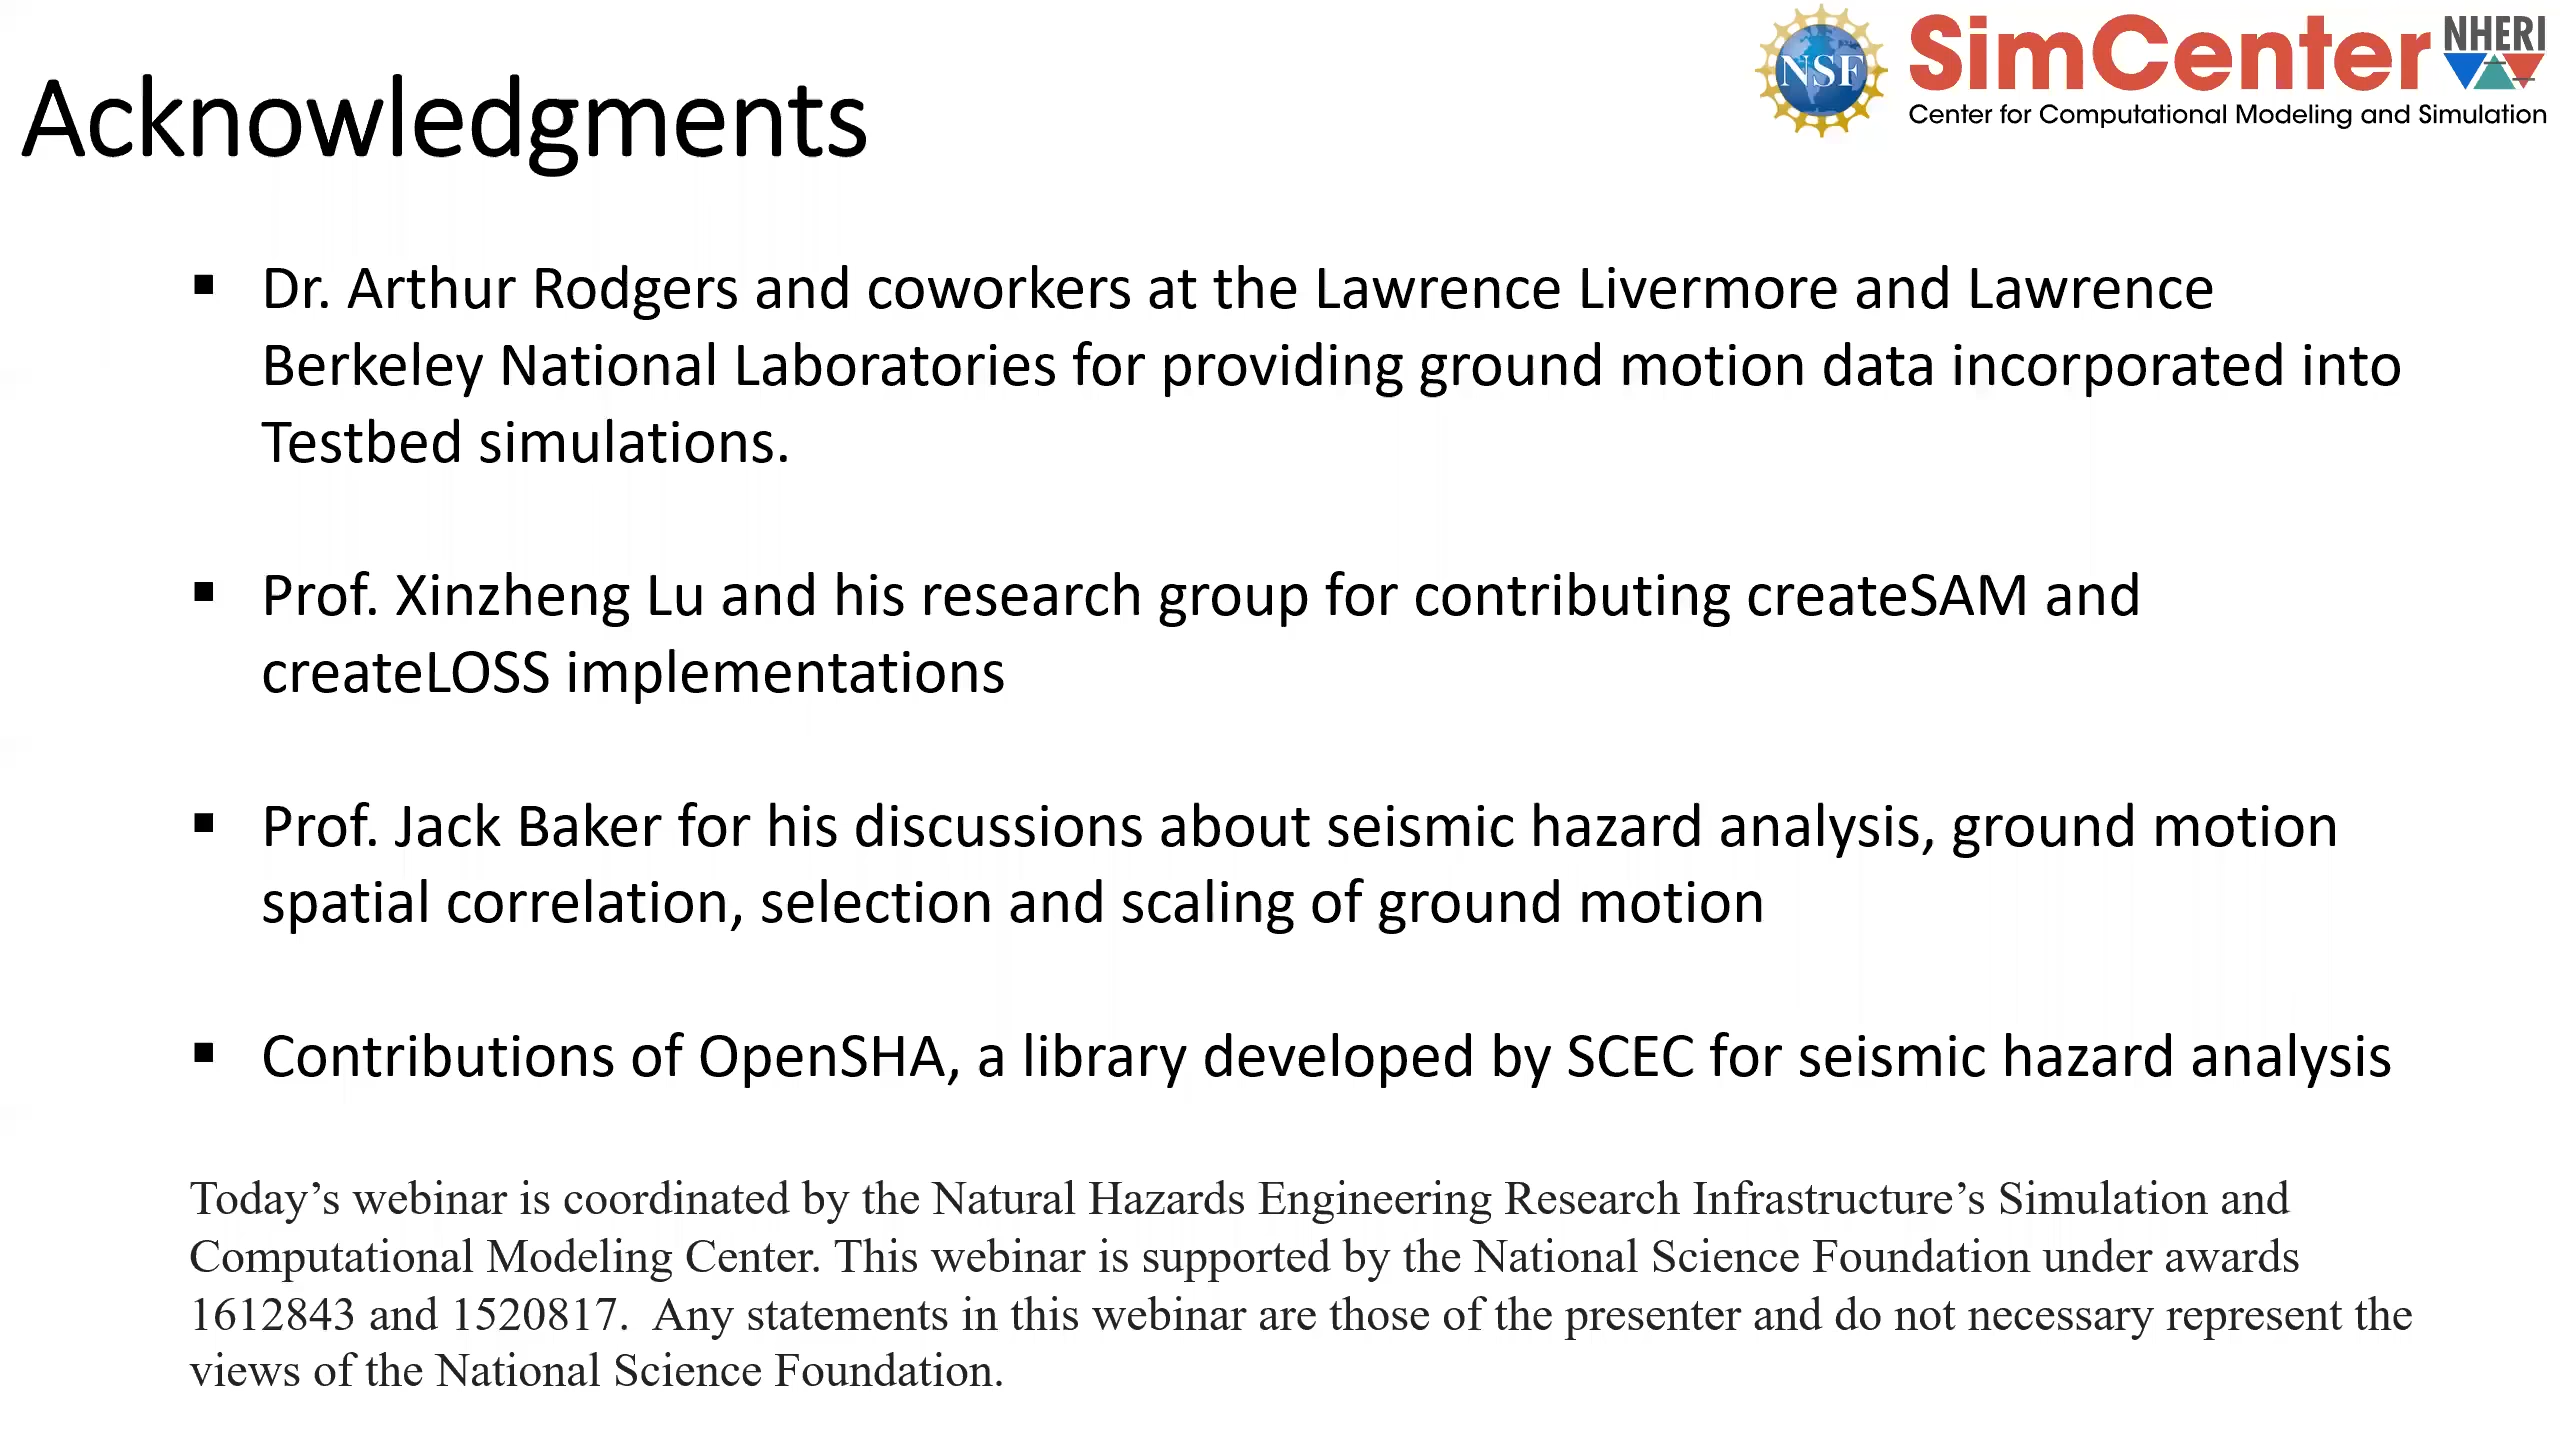 NSF
SimCenter
NHERI
Center for Computational Modeling and Simulation
Acknowledgments
▪ Dr. Arthur Rodgers and coworkers at the Lawrence Livermore and Lawrence
Berkeley National Laboratories for providing ground motion data incorporated into
Testbed simulations.
▪ Prof. Xinzheng Lu and his research group for contributing createSAM and
createLOSS implementations
▪ Prof. Jack Baker for his discussions about seismic hazard analysis, ground motion
spatial correlation, selection and scaling of ground motion
▪ Contributions of OpenSHA, a library developed by SCEC for seismic hazard analysis
Today’s webinar is coordinated by the Natural Hazards Engineering Research Infrastructure’s Simulation and
Computational Modeling Center. This webinar is supported by the National Science Foundation under awards
1612843 and 1520817.  Any statements in this webinar are those of the presenter and do not necessary represent the
views of the National Science Foundation.